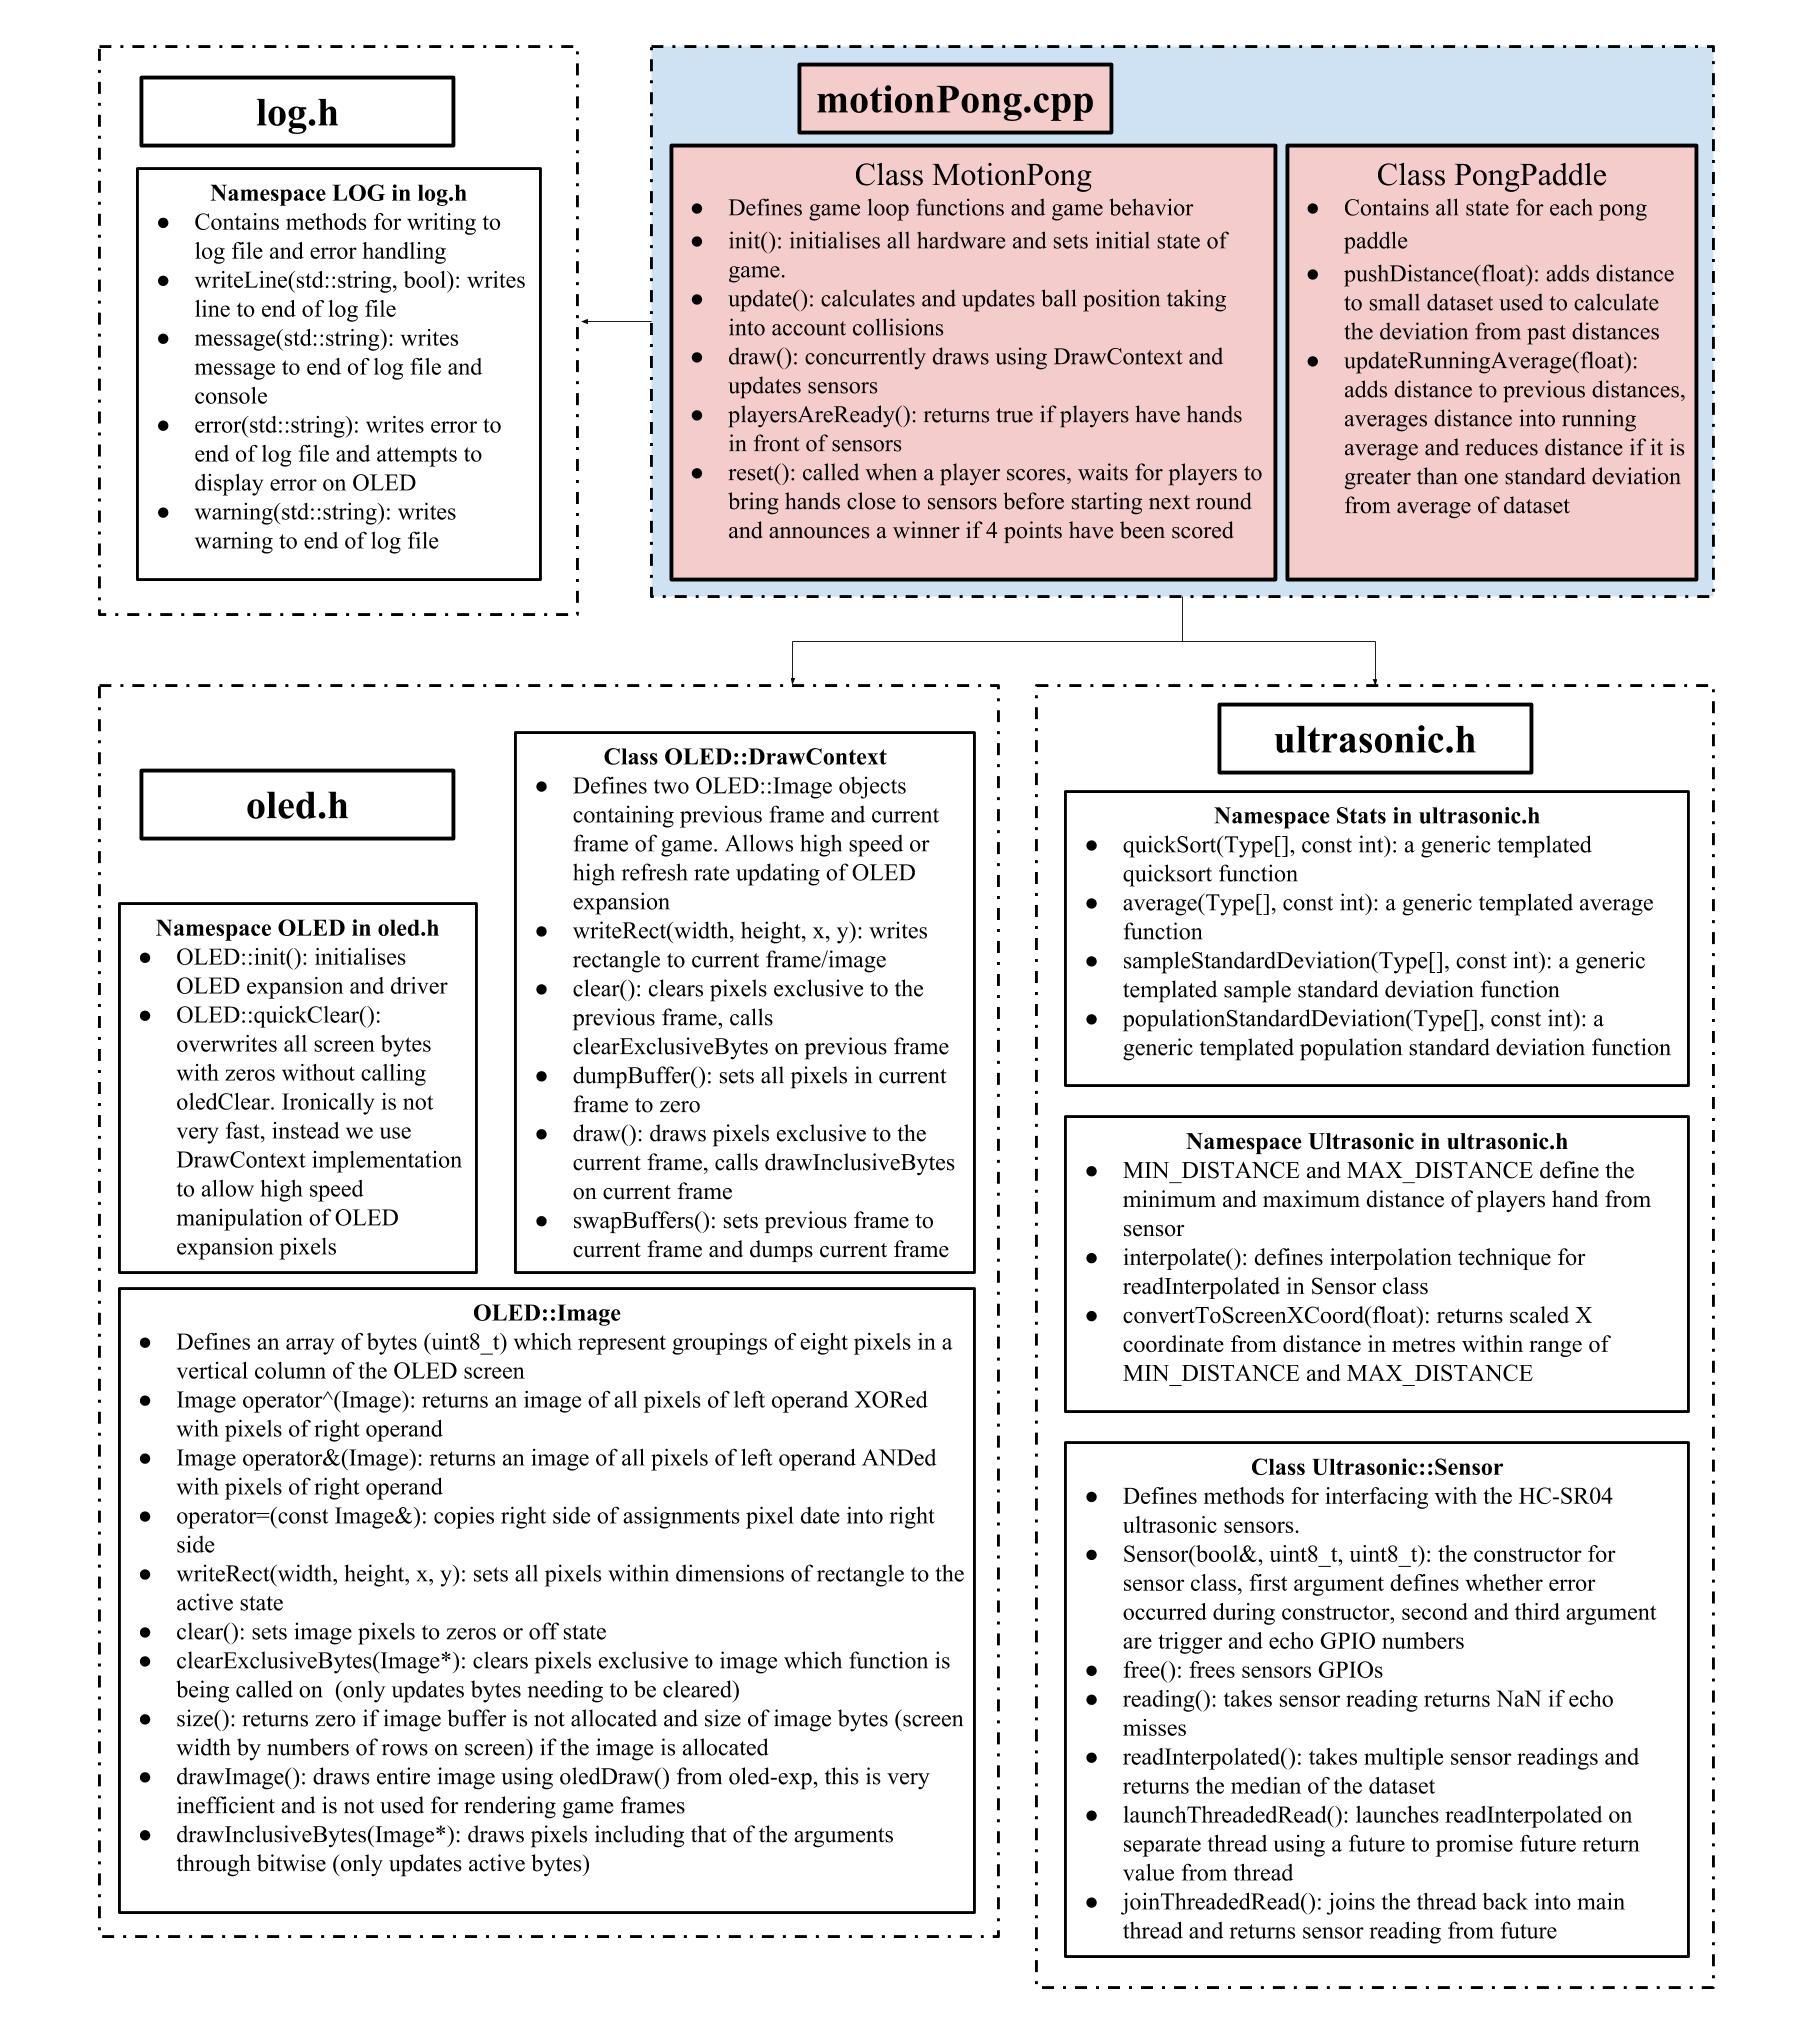 log.h
Namespace LOG in log.h
● Contains methods for writing to
log file and error handling
● writeLine(std::string, bool): writes
line to end of log file
● message(std::string): writes
message to end of log file and
console
● error(std::string): writes error to
end of log file and attempts to
display error on OLED
● warning(std::string): writes
warning to end of log file
motionPong.cpp
Class MotionPong
● Defines game loop functions and game behavior
● init(): initialises all hardware and sets initial state of
game.
● update(): calculates and updates ball position taking
into account collisions
● draw(): concurrently draws using DrawContext and
updates sensors
● playersAreReady(): returns true if players have hands
in front of sensors
● reset(): called when a player scores, waits for players to
bring hands close to sensors before starting next round
and announces a winner if 4 points have been scored
Class PongPaddle
● Contains all state for each pong
paddle
● pushDistance(float): adds distance
to small dataset used to calculate
the deviation from past distances
● updateRunningAverage(float):
adds distance to previous distances,
averages distance into running
average and reduces distance if it is
greater than one standard deviation
from average of dataset
oled.h
Namespace OLED in oled.h
● OLED::init(): initialises
OLED expansion and driver
● OLED::quickClear():
overwrites all screen bytes
with zeros without calling
oledClear. Ironically is not
very fast, instead we use
DrawContext implementation
to allow high speed
manipulation of OLED
expansion pixels
Class OLED::DrawContext
● Defines two OLED::Image objects
containing previous frame and current
frame of game. Allows high speed or
high refresh rate updating of OLED
expansion
● writeRect(width, height, x, y): writes
rectangle to current frame/image
● clear(): clears pixels exclusive to the
previous frame, calls
clearExclusiveBytes on previous frame
● dumpBuffer(): sets all pixels in current
frame to zero
● draw(): draws pixels exclusive to the
current frame, calls drawInclusiveBytes
on current frame
● swapBuffers(): sets previous frame to
current frame and dumps current frame
OLED::Image
● Defines an array of bytes (uint8_t) which represent groupings of eight pixels in a
vertical column of the OLED screen
● Image operator^(Image): returns an image of all pixels of left operand XORed
with pixels of right operand
● Image operator&(Image): returns an image of all pixels of left operand ANDed
with pixels of right operand
● operator=(const Image&): copies right side of assignments pixel date into right
side
● writeRect(width, height, x, y): sets all pixels within dimensions of rectangle to the
active state
● clear(): sets image pixels to zeros or off state
● clearExclusiveBytes(Image*): clears pixels exclusive to image which function is
being called on  (only updates bytes needing to be cleared)
● size(): returns zero if image buffer is not allocated and size of image bytes (screen
width by numbers of rows on screen) if the image is allocated
● drawImage(): draws entire image using oledDraw() from oled-exp, this is very
inefficient and is not used for rendering game frames
● drawInclusiveBytes(Image*): draws pixels including that of the arguments
through bitwise (only updates active bytes)
ultrasonic.h
Namespace Stats in ultrasonic.h
● quickSort(Type[], const int): a generic templated
quicksort function
● average(Type[], const int): a generic templated average
function
● sampleStandardDeviation(Type[], const int): a generic
templated sample standard deviation function
● populationStandardDeviation(Type[], const int): a
generic templated population standard deviation function
Namespace Ultrasonic in ultrasonic.h
● MIN_DISTANCE and MAX_DISTANCE define the
minimum and maximum distance of players hand from
sensor
● interpolate(): defines interpolation technique for
readInterpolated in Sensor class
● convertToScreenXCoord(float): returns scaled X
coordinate from distance in metres within range of
MIN_DISTANCE and MAX_DISTANCE
Class Ultrasonic::Sensor
● Defines methods for interfacing with the HC-SR04
ultrasonic sensors.
● Sensor(bool&, uint8_t, uint8_t): the constructor for
sensor class, first argument defines whether error
occurred during constructor, second and third argument
are trigger and echo GPIO numbers
● free(): frees sensors GPIOs
● reading(): takes sensor reading returns NaN if echo
misses
● readInterpolated(): takes multiple sensor readings and
returns the median of the dataset
● launchThreadedRead(): launches readInterpolated on
separate thread using a future to promise future return
value from thread
● joinThreadedRead(): joins the thread back into main
thread and returns sensor reading from future